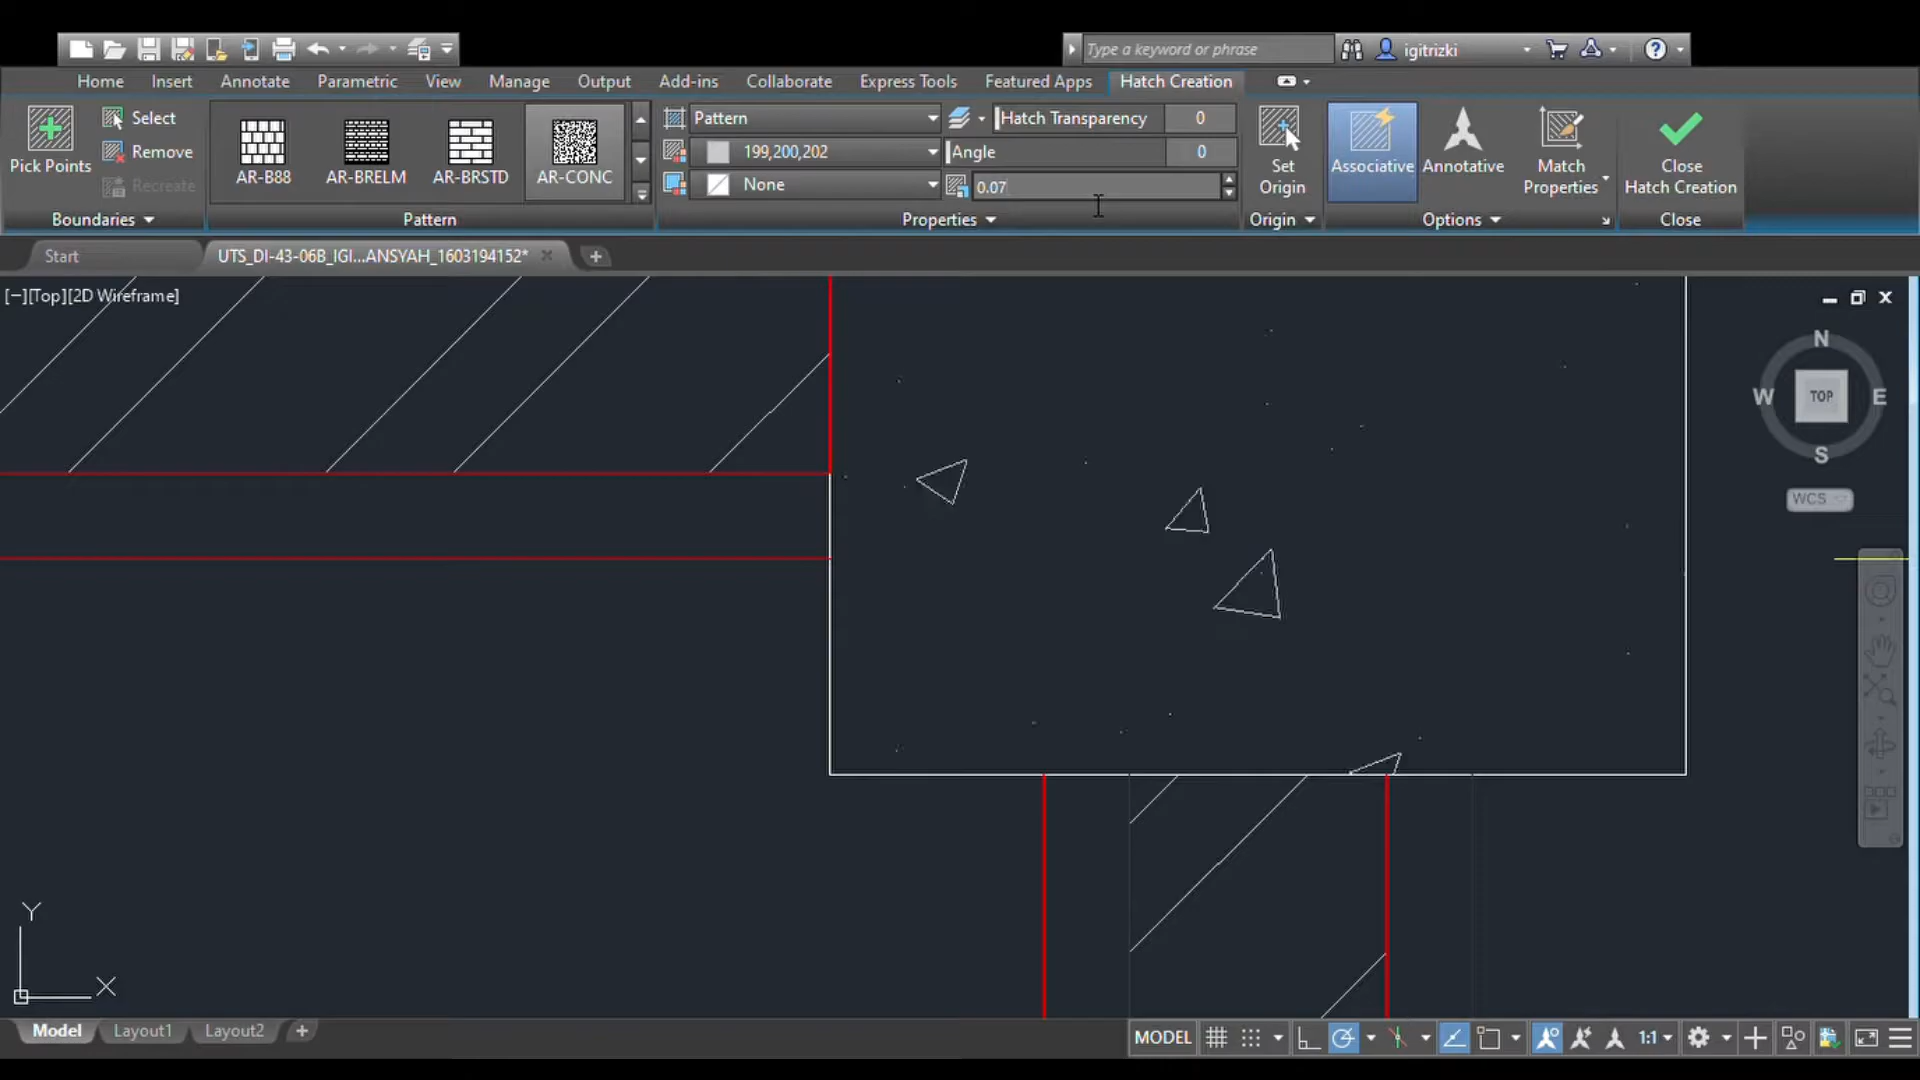 Type a keyword or phrase
igitrizki
Home Insert Annotate Parametric View Manage Output Add-ins Collaborate Express Tools Featured Apps Hatch Creation
Pick Points
Select
Remove
Recreate
Boundaries
AR-B88
AR-BRELM
AR-BRSTD
AR-CONC
Pattern
Pattern
199,200,202
None
Hatch Transparency 0
Angle 0
0.07
Properties
Set
Origin
Origin
Associative
Annotative
Match
Properties
Options
Close
Hatch Creation
Close
Start
UTS_DI-43-06B_IGI...ANSYAH_1603194152*
[−][Top][2D Wireframe]
N
W
TOP
E
S
WCS
Y
X
Model
Layout1
Layout2
MODEL
1:1